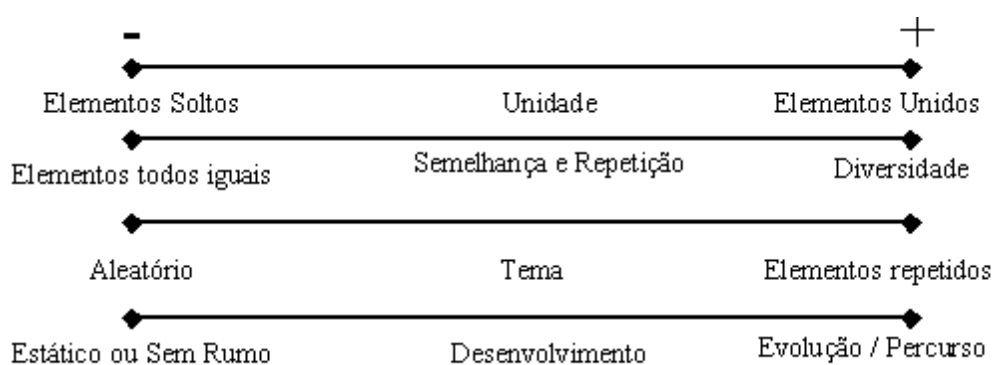 - +
Elementos Soltos Unidade Elementos Unidos
Elementos todos iguais Semelhança e Repetição Diversidade
Aleatório Tema Elementos repetidos
Estático ou Sem Rumo Desenvolvimento Evolução / Percurso